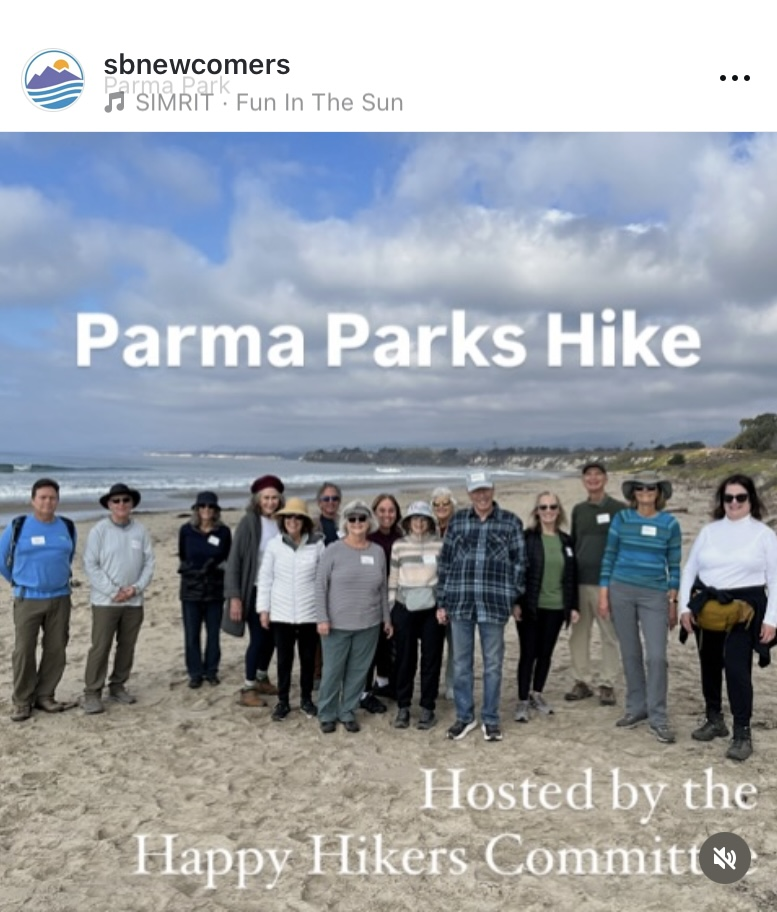 sbnewcomers
Parma Park
SIMRIT · Fun In The Sun
Parma Parks Hike
Hosted by the
Happy Hikers Committ